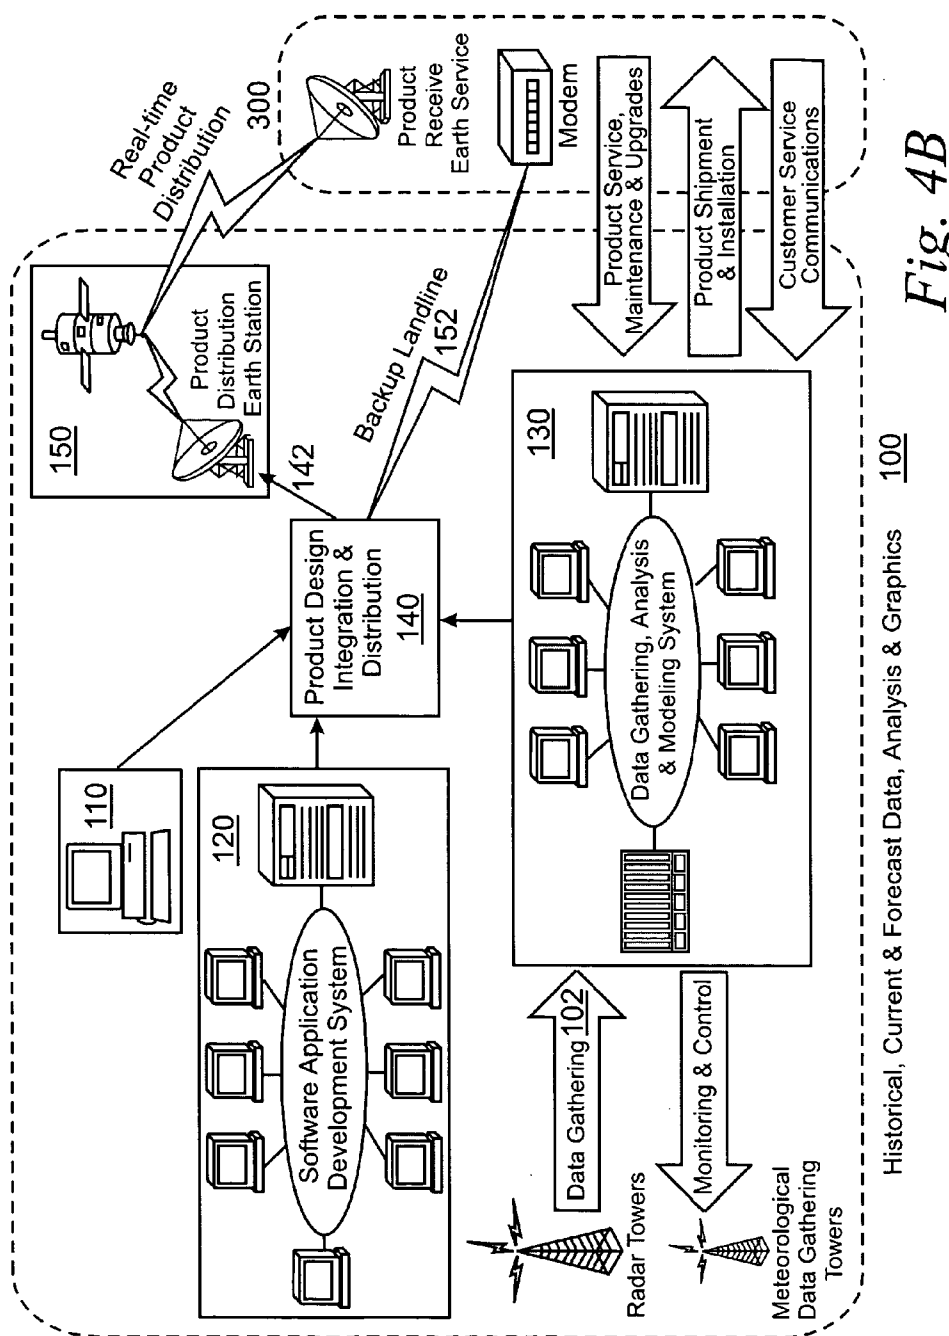 Real-time
Product
Distribution
300
Product
Receive
Earth Service
Modem
150
Product
Distribution
Earth Station
142
Backup Landline
152
110
120
Software Application
Development System
Product Design
Integration &
Distribution
140
130
Data Gathering, Analysis
& Modeling System
Product Service,
Maintenance & Upgrades
Product Shipment
& Installation
Customer Service
Communications
Data Gathering 102
Monitoring & Control
Radar Towers
Meteorological
Data Gathering
Towers
Historical, Current & Forecast Data, Analysis & Graphics
100
Fig. 4B